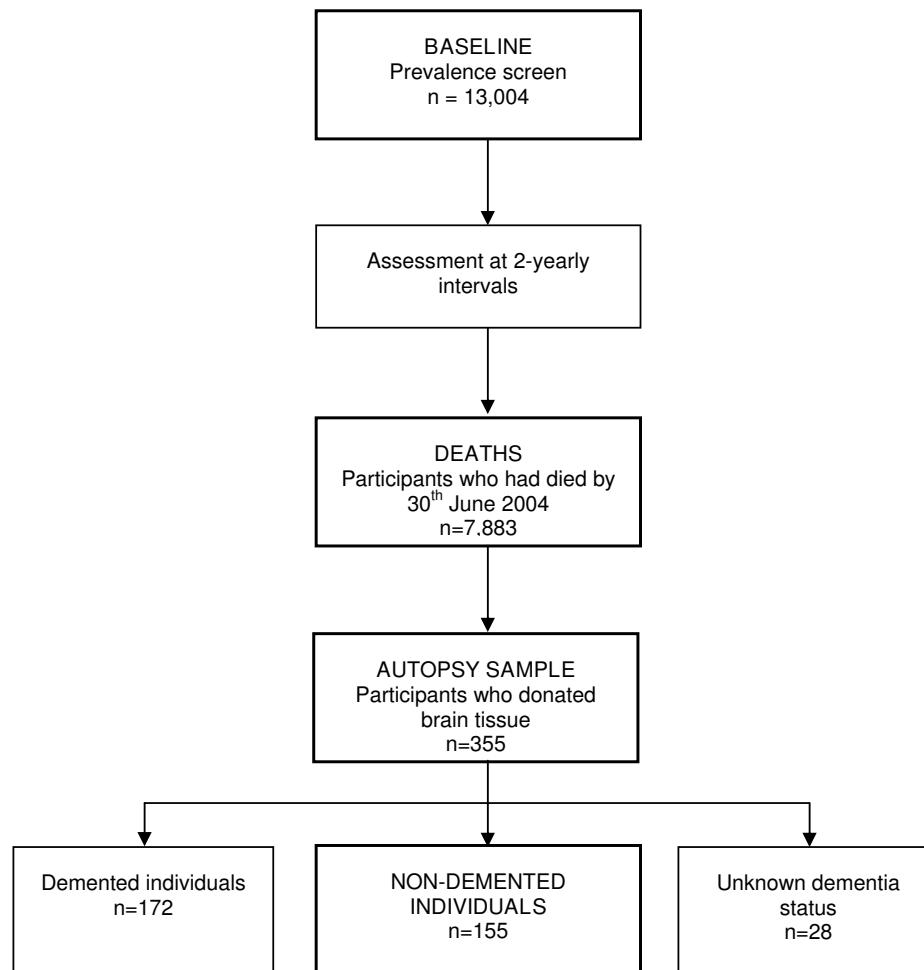 BASELINE
Prevalence screen
n = 13,004
Assessment at 2-yearly
intervals
DEATHS
Participants who had died by
30th June 2004
n=7,883
AUTOPSY SAMPLE
Participants who donated
brain tissue
n=355
Demented individuals
n=172
NON-DEMENTED
INDIVIDUALS
n=155
Unknown dementia
status
n=28